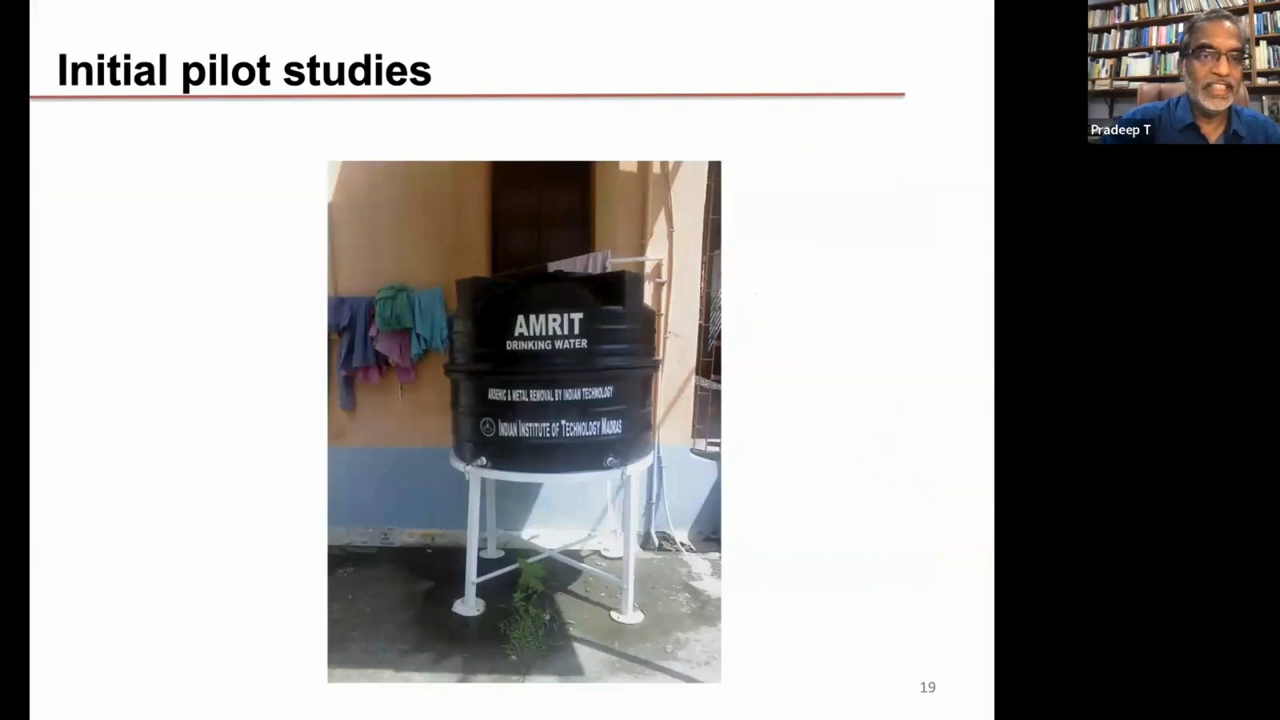 Initial pilot studies
Pradeep T
AMRIT
DRINKING WATER
ARSENIC & METAL REMOVAL BY INDIAN TECHNOLOGY
INDIAN INSTITUTE OF TECHNOLOGY MADRAS
19